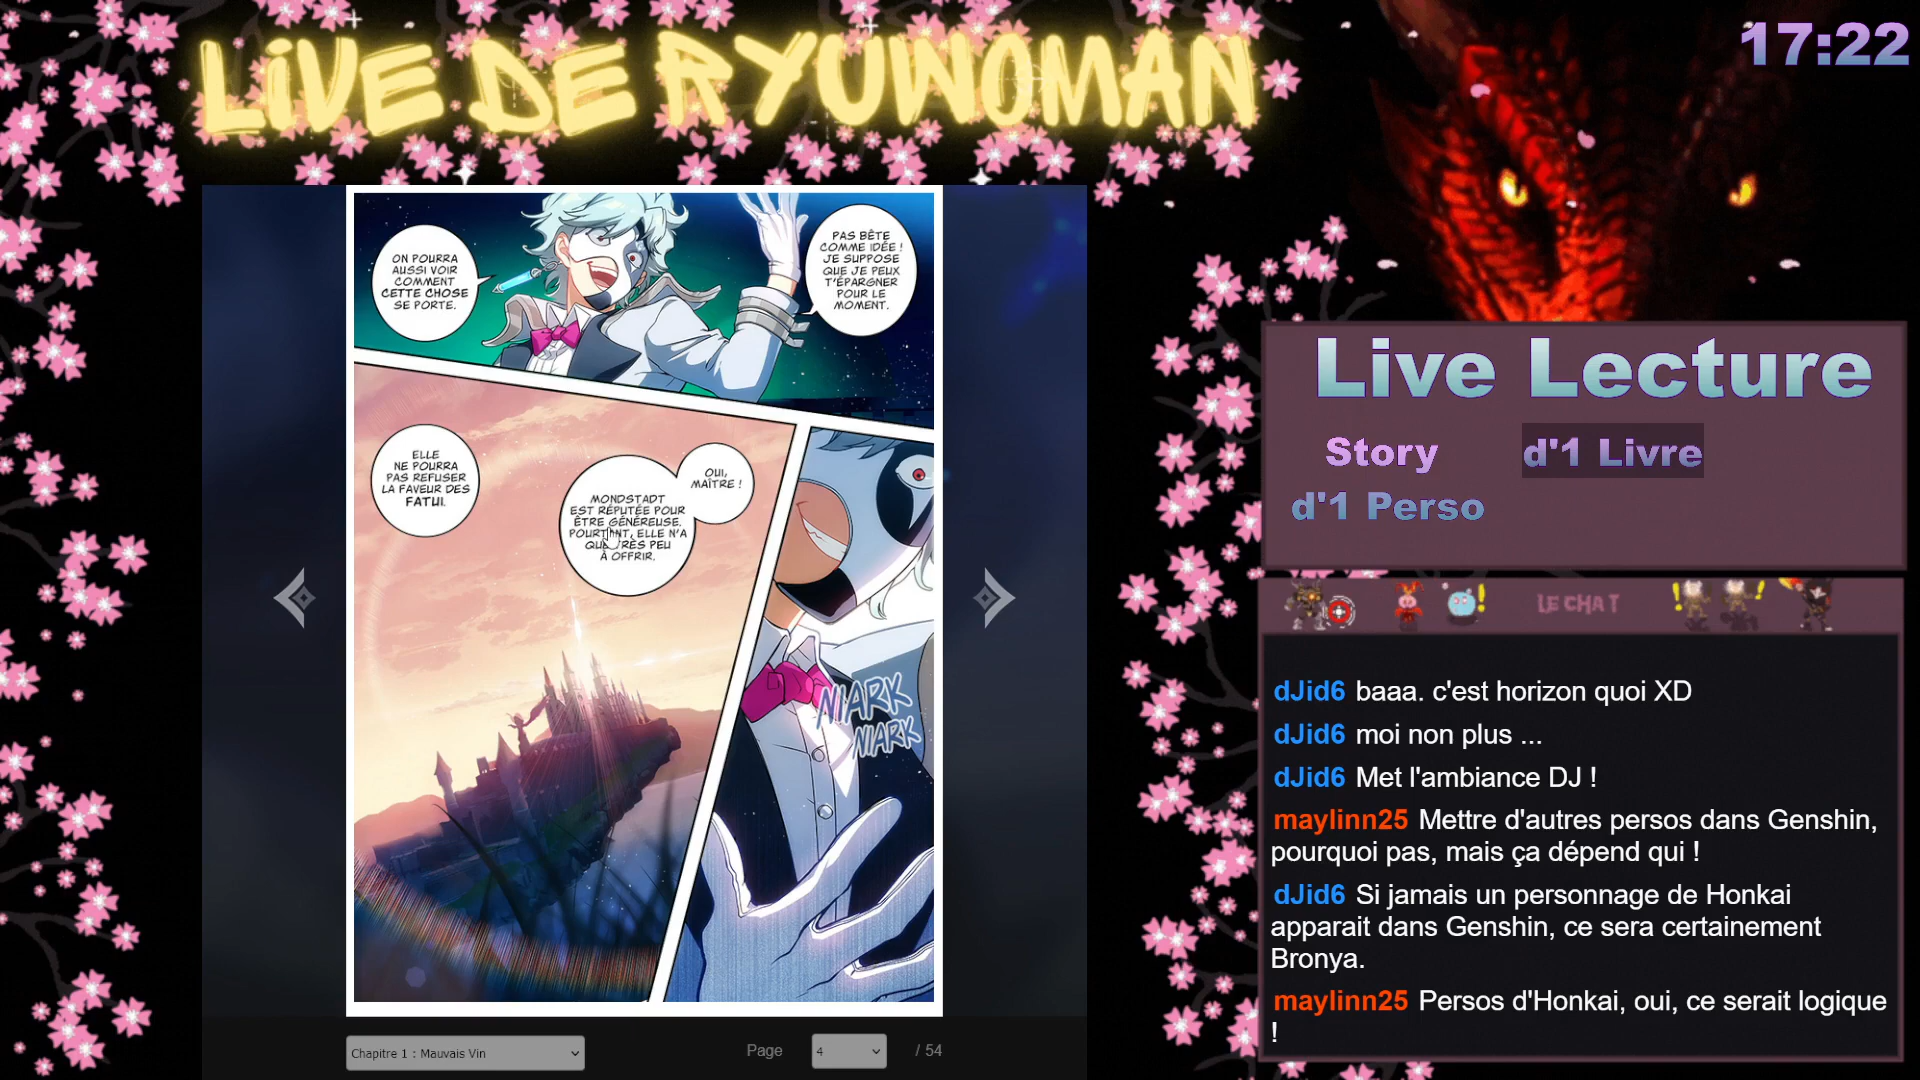 LIVE DE RYUWOMAN
17:22
ON POURRA
AUSSI VOIR
COMMENT
CETTE CHOSE
SE PORTE.
PAS BÊTE
COMME IDÉE !
JE SUPPOSE
QUE JE PEUX
T'ÉPARGNER
POUR LE
MOMENT.
ELLE
NE POURRA
PAS REFUSER
LA FAVEUR DES
FATUI.
OUI,
MAÎTRE !
MONDSTADT
EST RÉPUTÉE POUR
ÊTRE GÉNÉREUSE.
ELLE N'A
PEU
À OFFRIR.
NIARK
NIARK
Chapitre 1 : Mauvais Vin
Page 4 / 54
Live Lecture
Story d'1 Livre
d'1 Perso
LE CHAT
dJid6 baaa. c'est horizon quoi XD
dJid6 moi non plus ...
dJid6 Met l'ambiance DJ !
maylinn25 Mettre d'autres persos dans Genshin,
pourquoi pas, mais ça dépend qui !
dJid6 Si jamais un personnage de Honkai
apparait dans Genshin, ce sera certainement
Bronya.
maylinn25 Persos d'Honkai, oui, ce serait logique
!